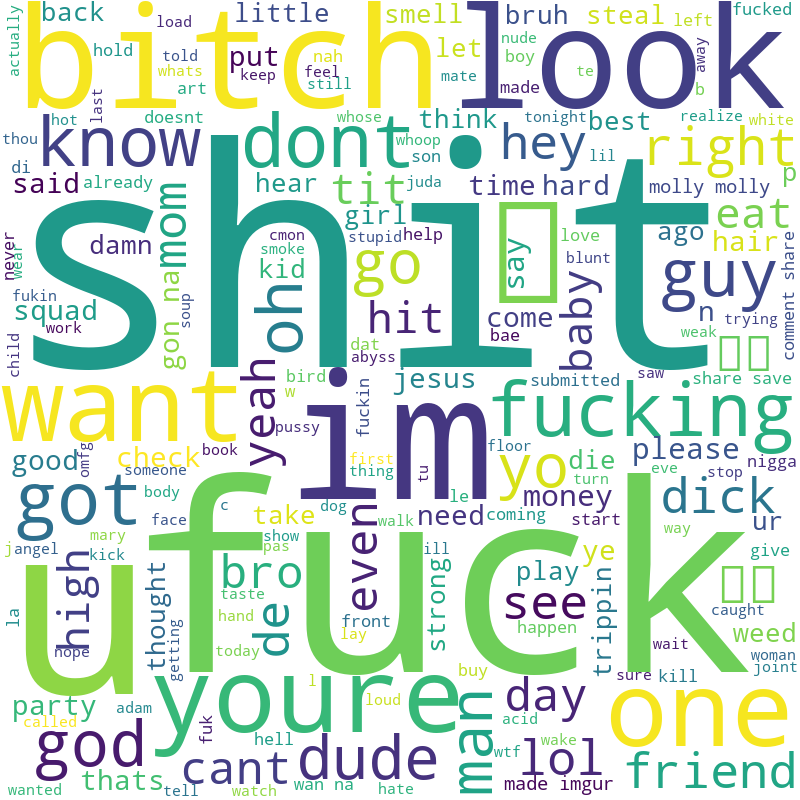 bitch look
shit
fuck
im
u
want
know dont
hey right
guy
go
fucking
got
youre
one
god
dude
lol
friend
cant
man
day
see
dick
yo
even
high
bro
de
yeah
oh
mom
baby
tit
hit
eat
back
little
smell
bruh
steal
left
fucked
actually
load
hold
told
whats
put
keep
nah
feel
art
still
let
mate
nude
boy
made
te
b
away
last
hot
doesnt
whose
think
tonight
best
realize
white
thou
whoop
son
lil
di
said
already
hear
juda
time
hard
molly molly
p
girl
never
wear
damn
cmon
smoke
stupid
help
say
love
ago
hair
blunt
comment share
fukin
squad
work
gon na
soup
kid
dat
abyss
come
bae
n
trying
weak
child
bird
w
jesus
submitted
saw
share save
pussy
fuckin
good
omfg
check
someone
book
first
thing
floor
die
please
eve
stop
nigga
turn
body
c
dog
tu
le
money
take
need
coming
start
ur
way
j
angel
mary
kick
face
show
pas
walk
ill
strong
play
ye
give
caught
weed
la
nope
thought
getting
taste
hand
today
front
lay
happen
trippin
wait
woman
joint
sure
kill
party
adam
called
fuk
l
loud
buy
acid
wtf
wake
hell
thats
wanted
tell
watch
wan na
hate
made imgur